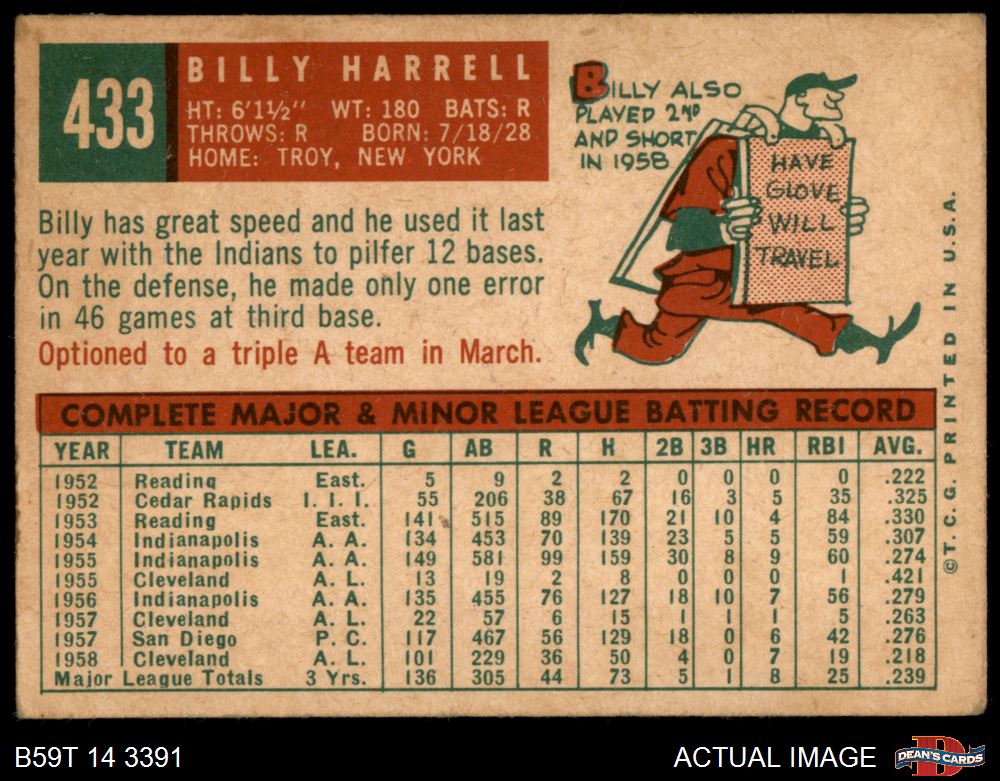 433
BILLY HARRELL
HT: 6'1½" WT: 180 BATS: R
THROWS: R BORN: 7/18/28
HOME: TROY, NEW YORK
BILLY ALSO
PLAYED 2ND
AND SHORT
IN 1958
HAVE
GLOVE
WILL
TRAVEL
Billy has great speed and he used it last
year with the Indians to pilfer 12 bases.
On the defense, he made only one error
in 46 games at third base.
Optioned to a triple A team in March.
COMPLETE MAJOR & MINOR LEAGUE BATTING RECORD
YEAR TEAM LEA. G AB R H 2B 3B HR RBI AVG.
1952 Reading East. 5 9 2 2 0 0 0 0 .222
1952 Cedar Rapids I. I. I. 55 206 38 67 16 3 5 35 .325
1953 Reading East. 141 515 89 170 21 10 4 84 .330
1954 Indianapolis A. A. 134 453 70 139 23 5 5 59 .307
1955 Indianapolis A. A. 149 581 99 159 30 8 9 60 .274
1955 Cleveland A. L. 13 19 2 8 0 0 0 1 .421
1956 Indianapolis A. A. 135 455 76 127 18 10 7 56 .279
1957 Cleveland A. L. 22 57 6 15 1 1 1 5 .263
1957 San Diego P. C. 117 467 56 129 18 0 6 42 .276
1958 Cleveland A. L. 101 229 36 50 4 0 7 19 .218
Major League Totals 3 Yrs. 136 305 44 73 5 1 8 25 .239
©T. C. G. PRINTED IN U.S.A.
B59T 14 3391
ACTUAL IMAGE
D
DEAN'S CARDS